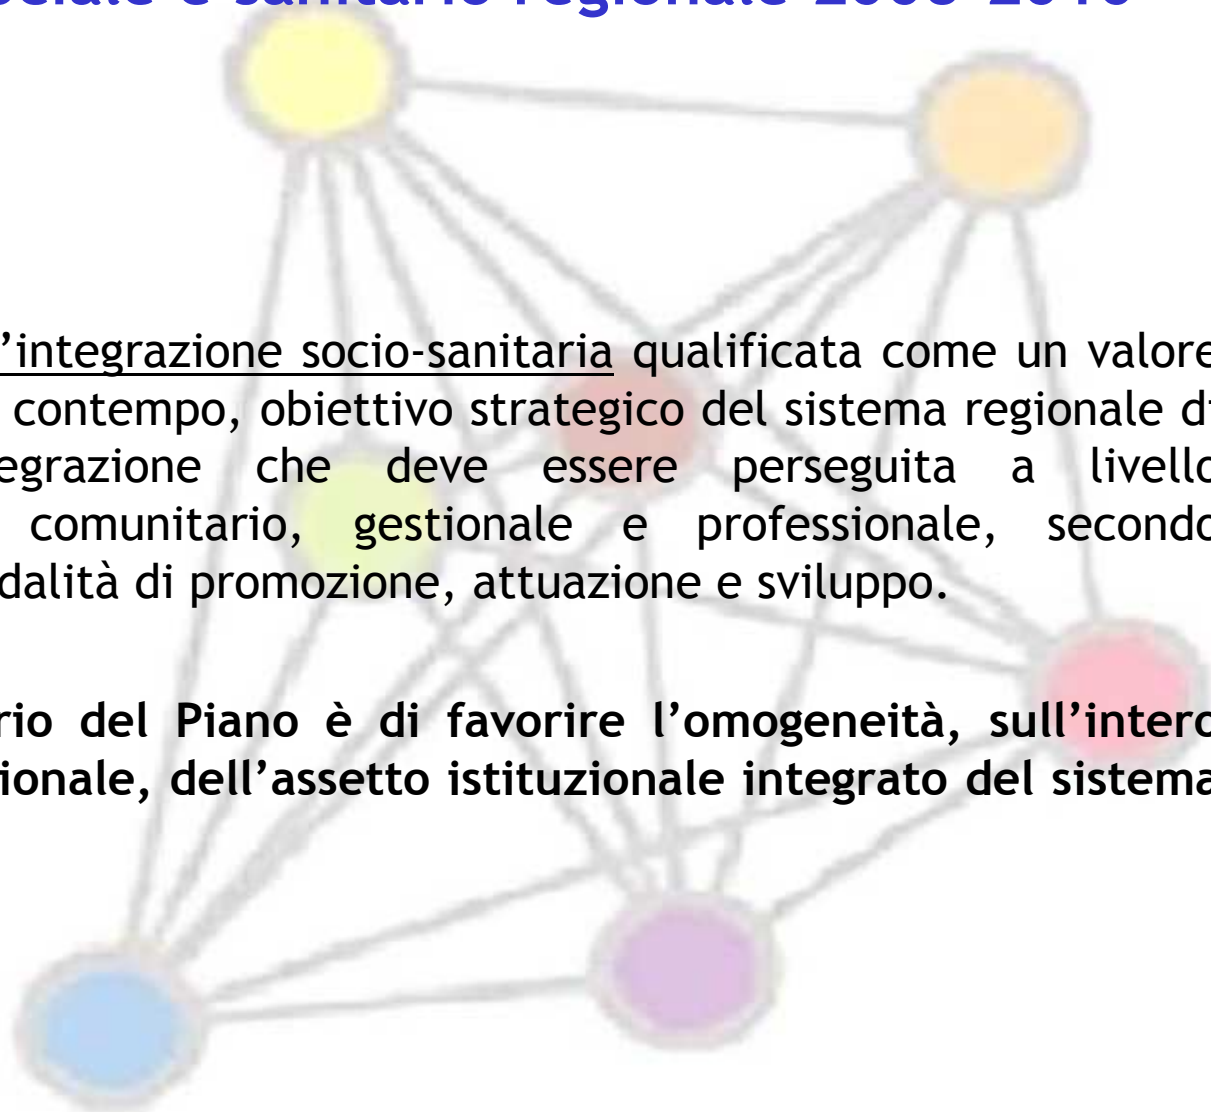 sociale e sanitario regionale 2008-2010
l’integrazione socio-sanitaria qualificata come un valore
contempo, obiettivo strategico del sistema regionale di
tegrazione che deve essere perseguita a livello
comunitario, gestionale e professionale, secondo
dalità di promozione, attuazione e sviluppo.
rio del Piano è di favorire l’omogeneità, sull’intero
ionale, dell’assetto istituzionale integrato del sistema